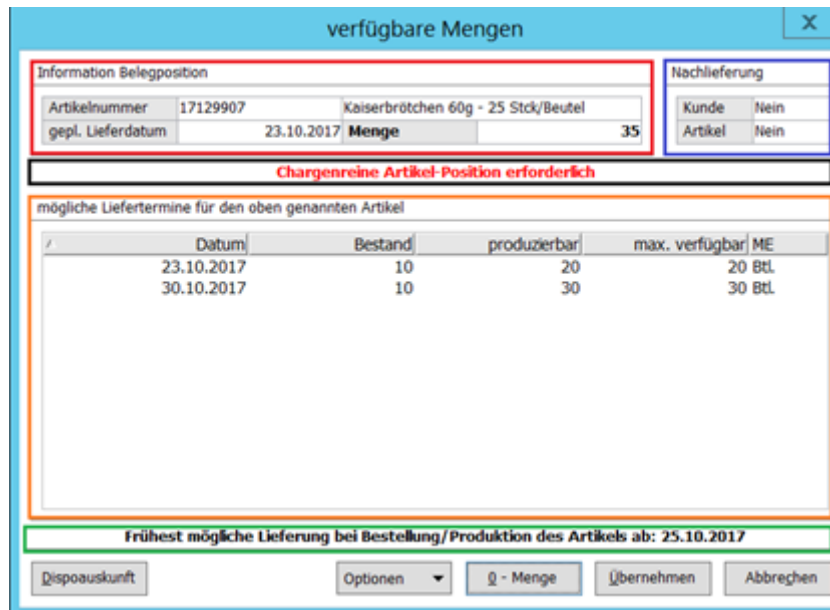 verfügbare Mengen
X
Information Belegposition
Nachlieferung
Artikelnummer 17129907 Kaiserbrötchen 60g - 25 Stck/Beutel
Kunde Nein
gepl. Lieferdatum 23.10.2017 Menge 35
Artikel Nein
Chargenreine Artikel-Position erforderlich
mögliche Liefertermine für den oben genannten Artikel
Datum Bestand produzierbar max. verfügbar ME
23.10.2017 10 20 20 Btl.
30.10.2017 10 30 30 Btl.
Frühest mögliche Lieferung bei Bestellung/Produktion des Artikels ab: 25.10.2017
Dispoauskunft Optionen 0 - Menge Übernehmen Abbrechen